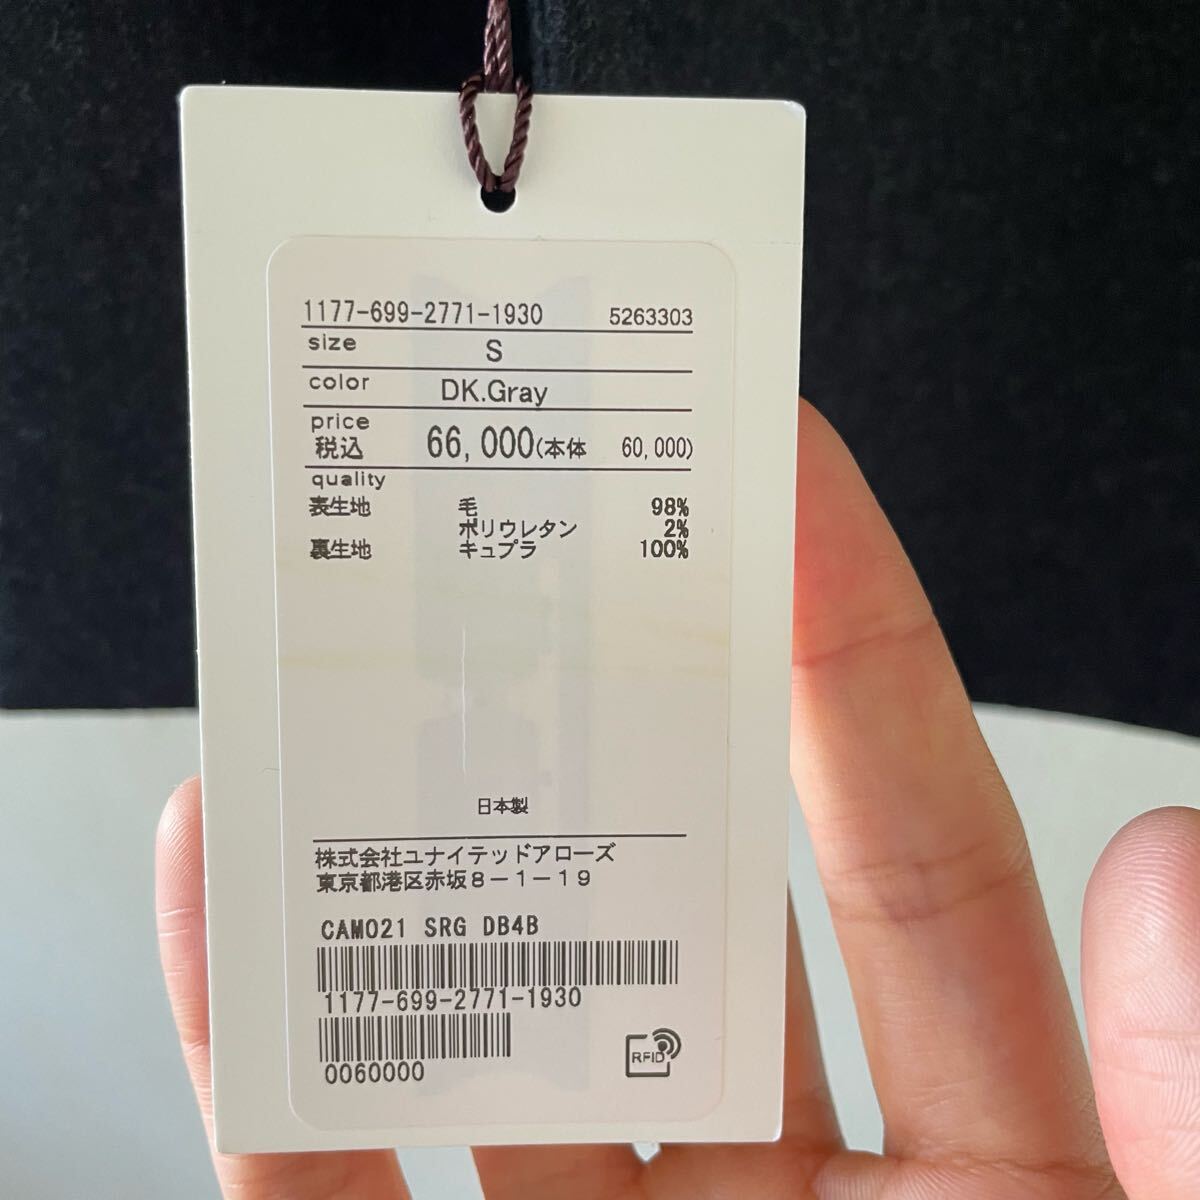 1177-699-2771-1930 5263303
size S
color DK.Gray
price
税込 66,000(本体 60,000)
quality
表生地 毛 98%
ポリウレタン 2%
裏生地 キュプラ 100%
日本製
株式会社ユナイテッドアローズ
東京都港区赤坂8-1-19
CAM021 SRG DB4B
1177-699-2771-1930
0060000
RFID